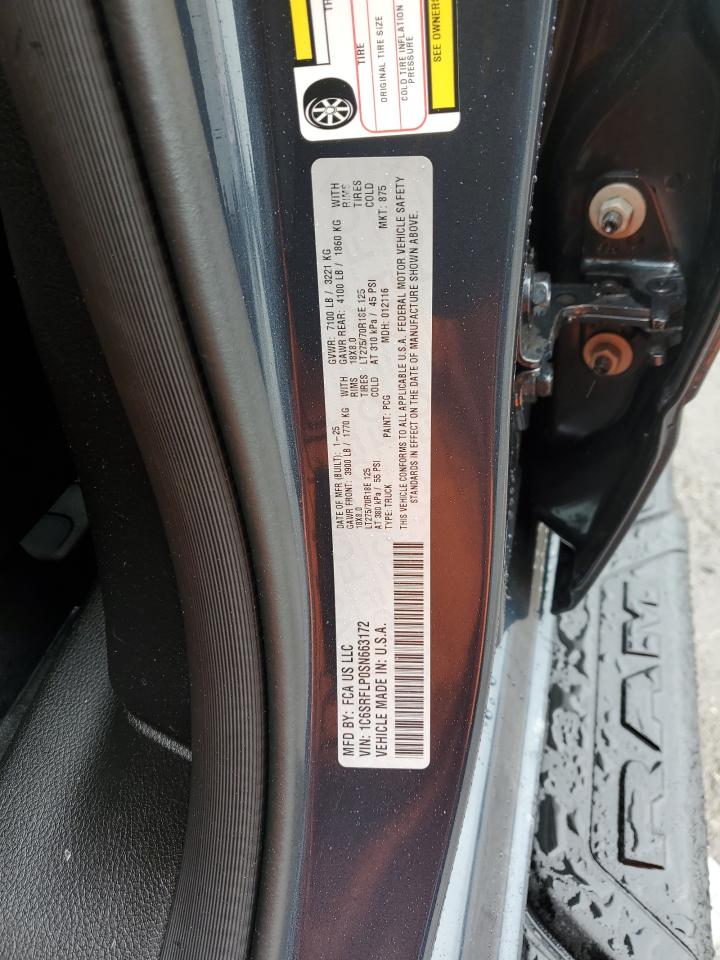 TIRE
ORIGINAL TIRE SIZE
COLD TIRE INFLATION
PRESSURE
SEE OWNERS
MFD BY: FCA US LLC
VIN: 1C6SRFLP0SN663172
VEHICLE MADE IN: U.S.A.
DATE OF MFR (BUILT): 1-25
GAWR FRONT: 3900 LB / 1770 KG WITH
18X8.0 RIMS
LT275/70R18E 125 TIRES
AT 380 kPa / 55 PSI COLD
TYPE: TRUCK PAINT: PCG
GVWR: 7100 LB / 3221 KG
GAWR REAR: 4100 LB / 1860 KG WITH
18X8.0 RIMS
LT275/70R18E 125 TIRES
AT 310 kPa / 45 PSI COLD
MDH: 012116 MKT: 875
THIS VEHICLE CONFORMS TO ALL APPLICABLE U.S.A. FEDERAL MOTOR VEHICLE SAFETY
STANDARDS IN EFFECT ON THE DATE OF MANUFACTURE SHOWN ABOVE.
RAM